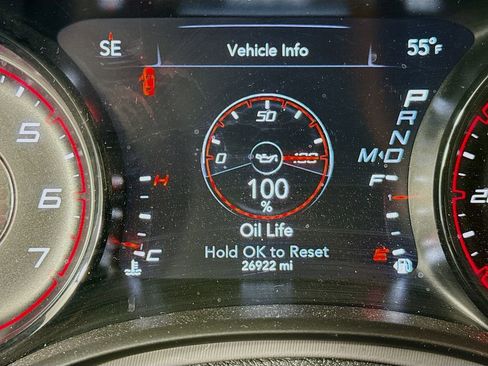 SE Vehicle Info 55°F
P
R
N
M D
5
50
0 100
6
H
F
100
%
7
Oil Life
C
E
Hold OK to Reset
26922 mi